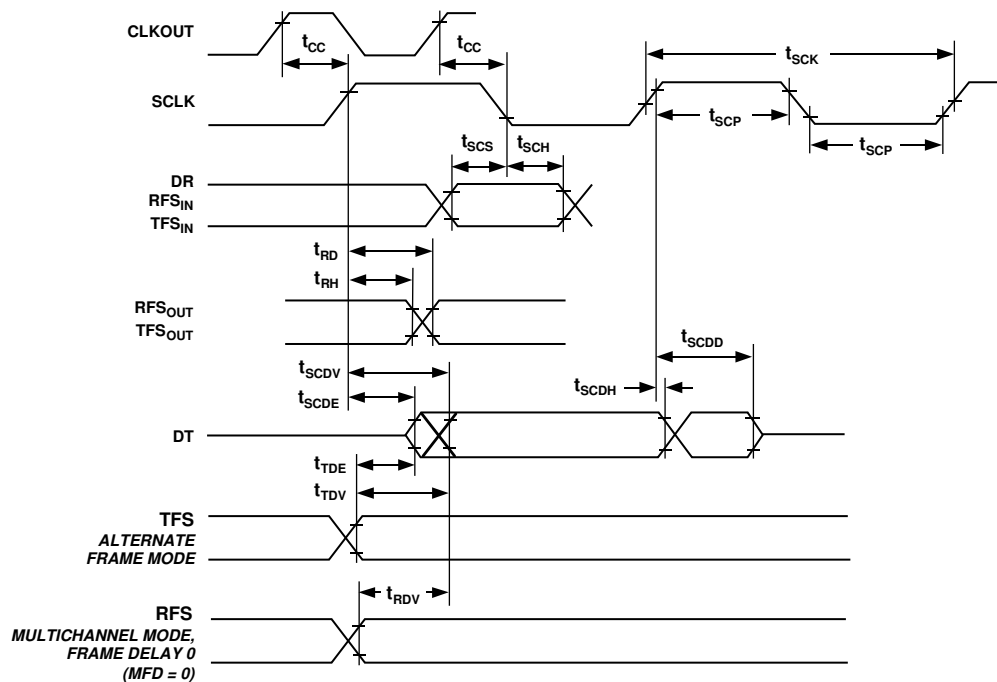 CLKOUT
tCC
tCC
tSCK
SCLK
tSCP
tSCP
tSCS
tSCH
DR
RFSIN
TFSIN
tRD
tRH
RFSOUT
TFSOUT
tSCDD
tSCDV
tSCDH
tSCDE
DT
tTDE
tTDV
TFS
ALTERNATE
FRAME MODE
tRDV
RFS
MULTICHANNEL MODE,
FRAME DELAY 0
(MFD = 0)